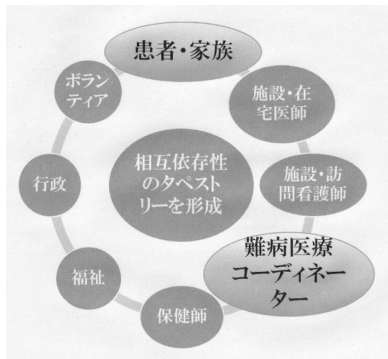 患者・家族
ボラン
ティア
施設・在
宅医師
相互依存性
のタペスト
リーを形成
行政
施設・訪
問看護師
難病医療
コーディネー
ター
福祉
保健師